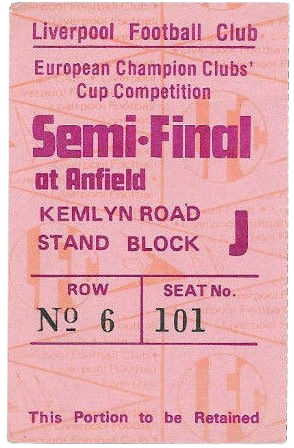 Liverpool Football Club
European Champion Clubs'
Cup Competition
Semi-Final
at Anfield
KEMLYN ROAD
STAND BLOCK J
ROW SEAT No.
Nº 6 101
This Portion to be Retained